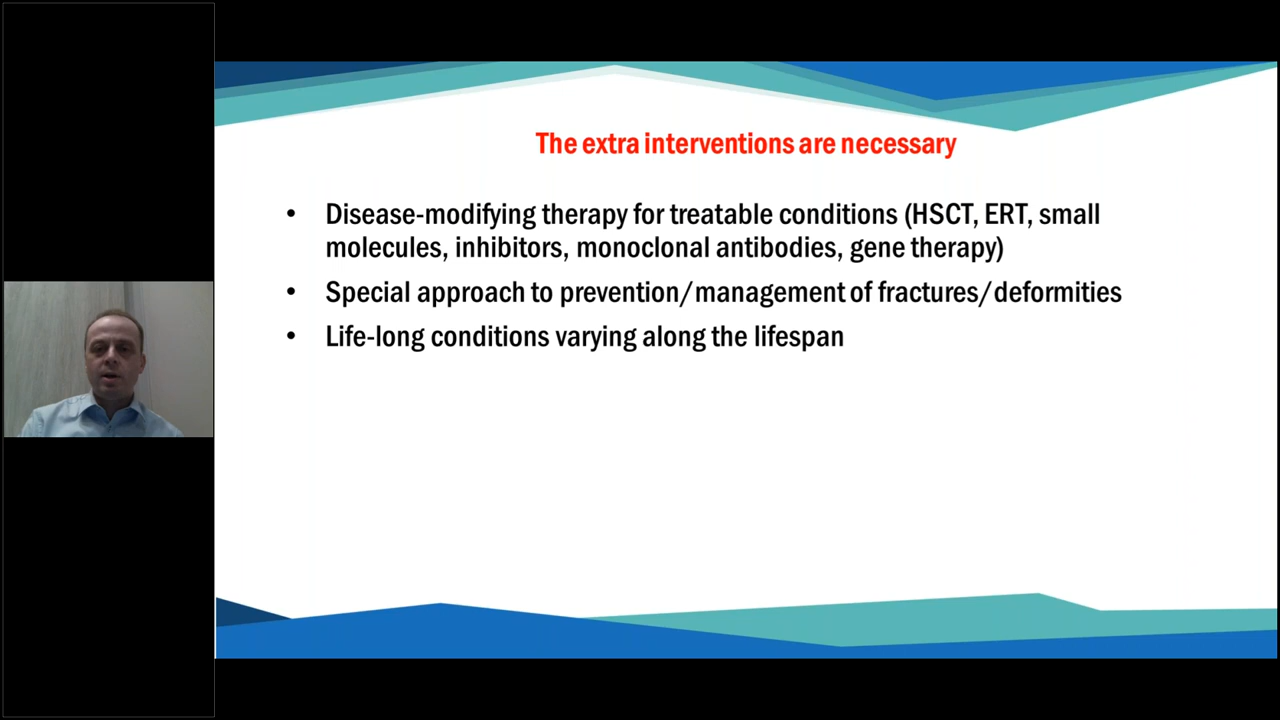 The extra interventions are necessary
• Disease-modifying therapy for treatable conditions (HSCT, ERT, small
molecules, inhibitors, monoclonal antibodies, gene therapy)
• Special approach to prevention/management of fractures/deformities
• Life-long conditions varying along the lifespan